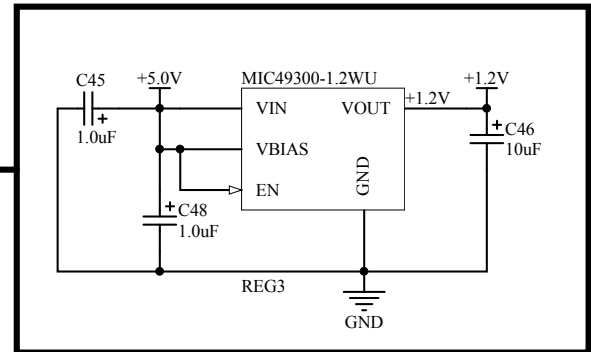 C45
+5.0V
MIC49300-1.2WU
+1.2V
+
1.0uF
VIN
VOUT
+1.2V
+
C46
10uF
VBIAS
EN
GND
+
C48
1.0uF
REG3
GND